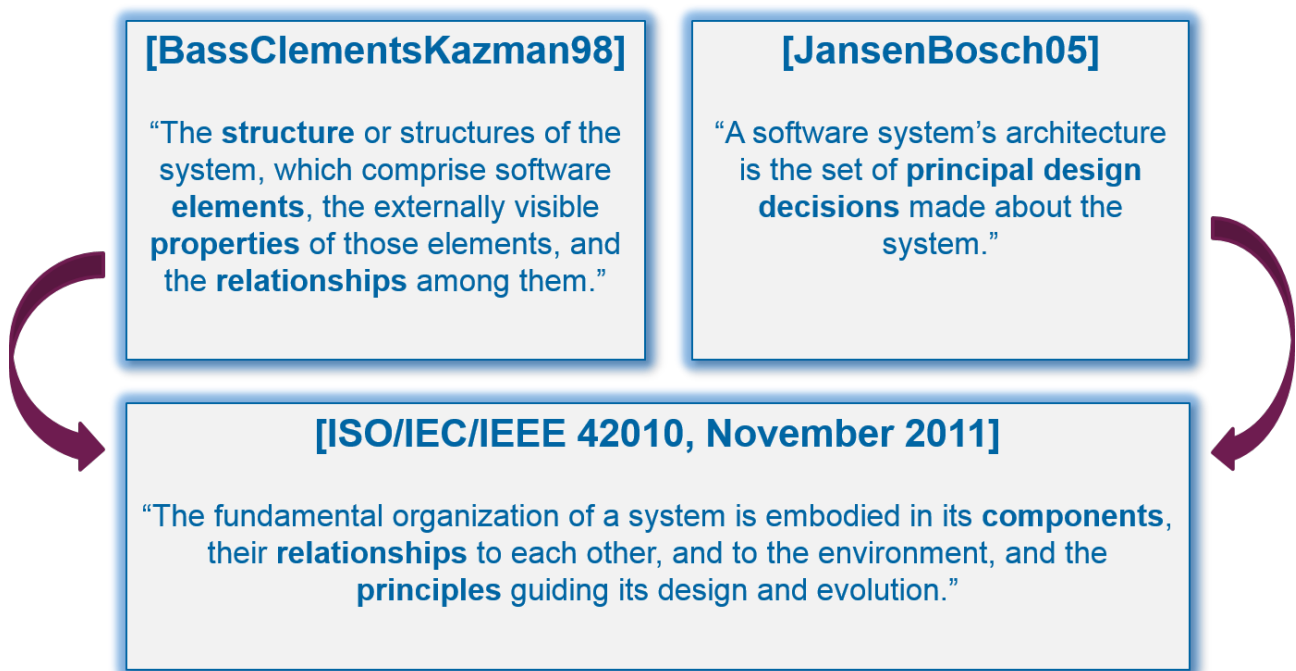 [BassClementsKazman98]
“The structure or structures of the
system, which comprise software
elements, the externally visible
properties of those elements, and
the relationships among them.”
[JansenBosch05]
“A software system’s architecture
is the set of principal design
decisions made about the
system.”
[ISO/IEC/IEEE 42010, November 2011]
“The fundamental organization of a system is embodied in its components,
their relationships to each other, and to the environment, and the
principles guiding its design and evolution.”